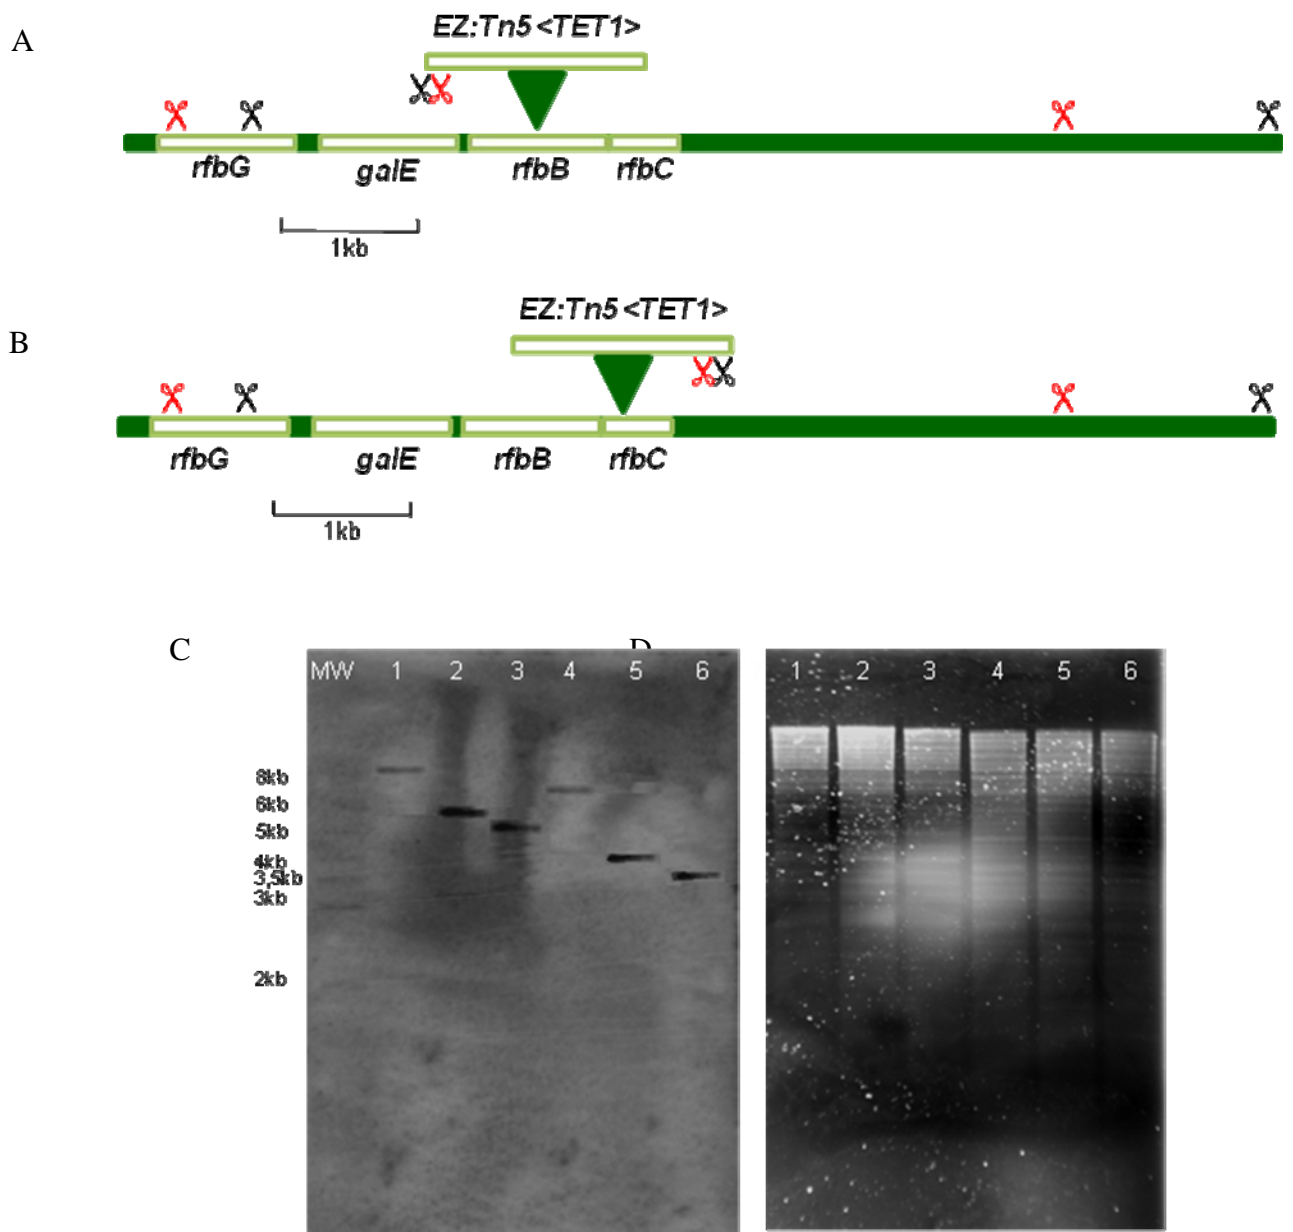 A
EZ:Tn5 <TET1>
rfbG galE rfbB rfbC
1kb
B
EZ:Tn5 <TET1>
rfbG galE rfbB rfbC
1kb
C D
MW 1 2 3 4 5 6
1 2 3 4 5 6
8kb
6kb
5kb
4kb
3,5kb
3kb
2kb